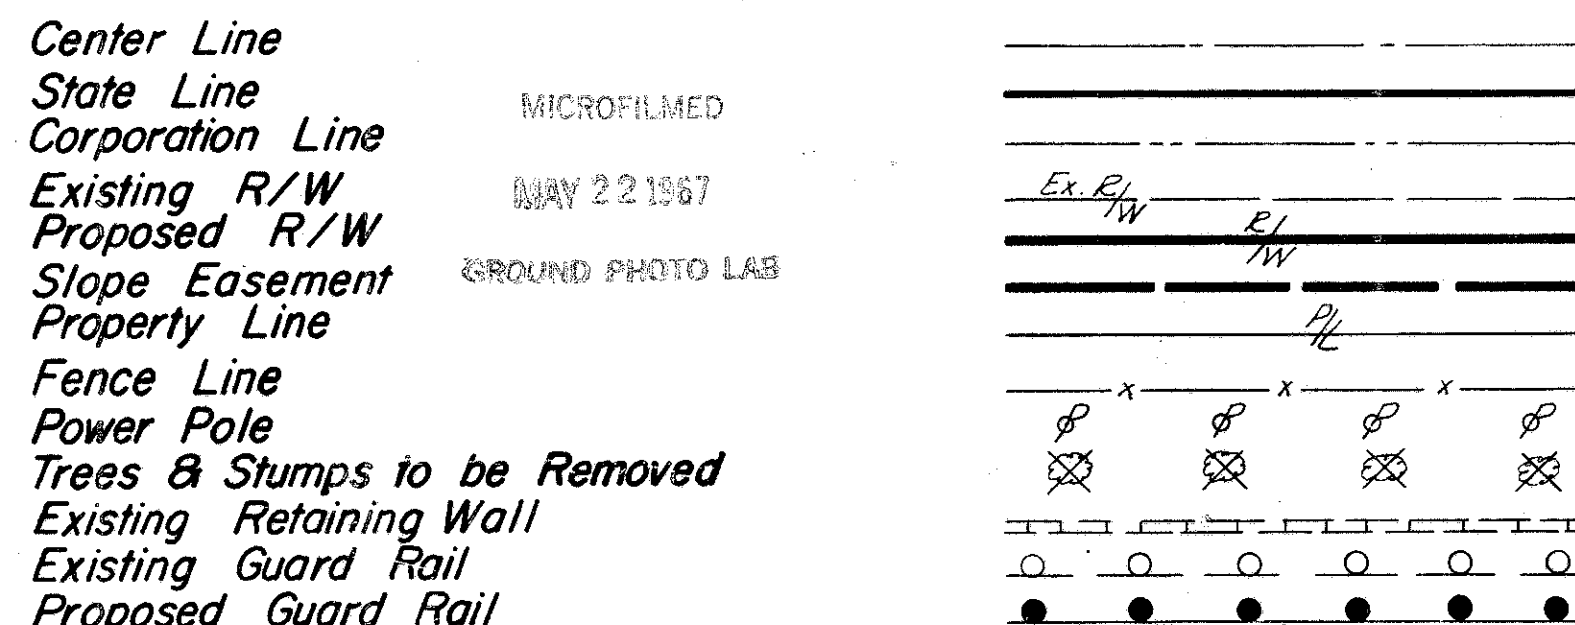 Center Line
State Line
MICROFILMED
Corporation Line
Existing R/W
MAY 22 1967
Ex. R/W
Proposed R/W
R/W
Slope Easement
GROUND PHOTO LAB
Property Line
P/L
Fence Line
x x x
Power Pole
P P P P
Trees & Stumps to be Removed
Existing Retaining Wall
Existing Guard Rail
Proposed Guard Rail